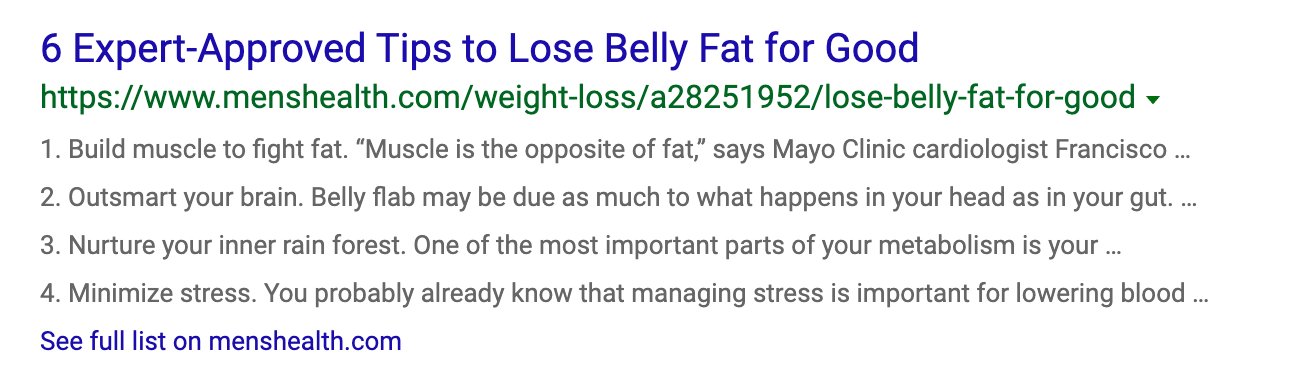 6 Expert-Approved Tips to Lose Belly Fat for Good
https://www.menshealth.com/weight-loss/a28251952/lose-belly-fat-for-good
1. Build muscle to fight fat. “Muscle is the opposite of fat,” says Mayo Clinic cardiologist Francisco ...
2. Outsmart your brain. Belly flab may be due as much to what happens in your head as in your gut. ...
3. Nurture your inner rain forest. One of the most important parts of your metabolism is your ...
4. Minimize stress. You probably already know that managing stress is important for lowering blood ...
See full list on menshealth.com